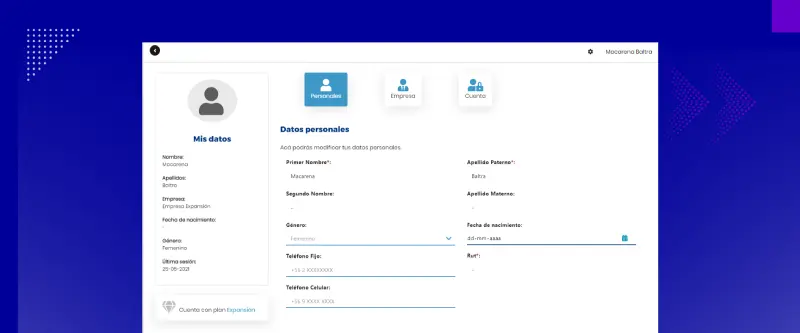 Macarena Baltra
Personales
Empresa
Cuenta
Mis datos
Nombre:
Macarena
Apellidos:
Baltra
Empresa:
Empresa Expansión
Fecha de nacimiento:
-
Género:
Femenino
Última sesión:
Cuenta con plan Expansión
Datos personales
Acá podrás modificar tus datos personales.
Primer Nombre*:
Apellido Paterno*:
Macarena
Baltra
Segundo Nombre:
Apellido Materno:
-
-
Género:
Fecha de nacimiento:
Femenino
dd-mm-aaaa
Teléfono Fijo:
Rut*:
+56 2 XXXXXXXX
-
Teléfono Celular:
+56 9 XXXX XXXX